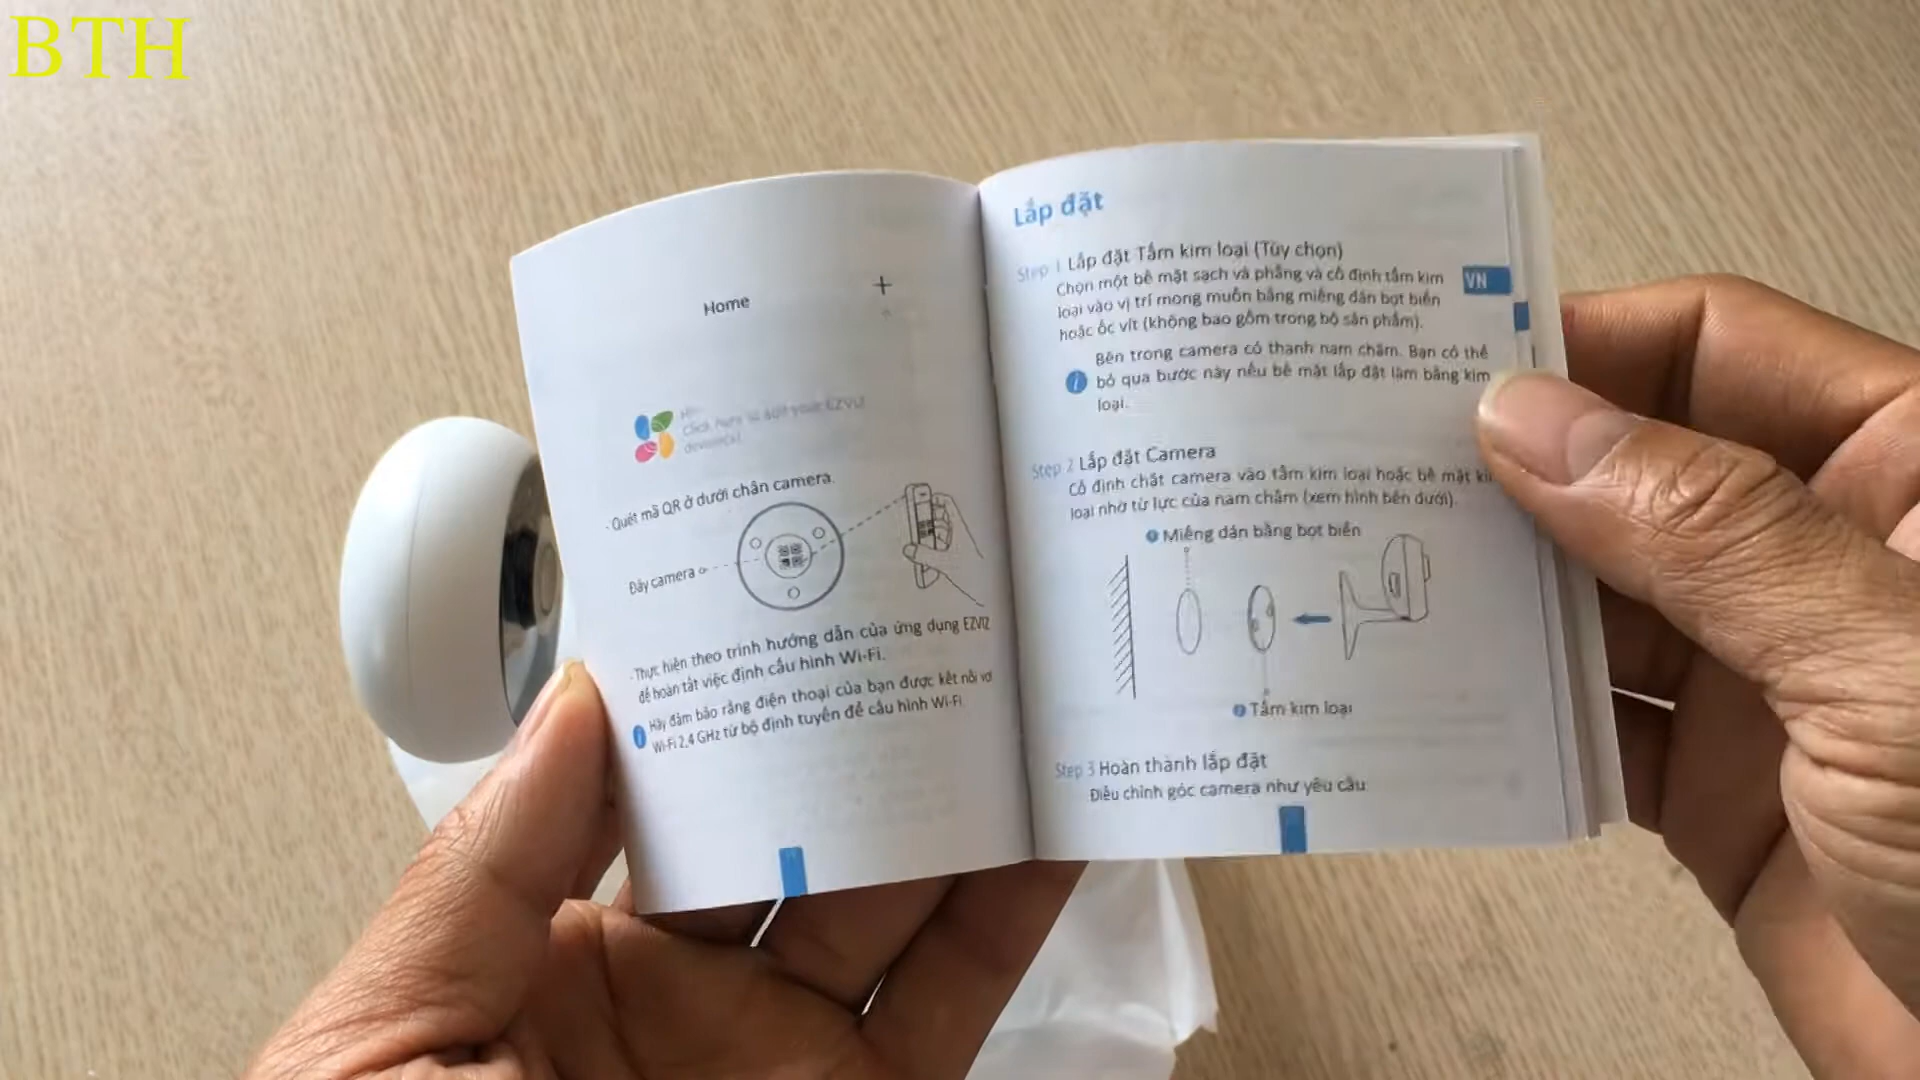 BTH
Home
+
Click here to add your EZVIZ
device(s).
- Quét mã QR ở dưới chân camera.
Đáy camera
- Thực hiện theo trình hướng dẫn của ứng dụng EZVIZ
để hoàn tất việc định cấu hình Wi-Fi.
Hãy đảm bảo rằng điện thoại của bạn được kết nối với
Wi-Fi 2,4 GHz từ bộ định tuyến để cấu hình Wi-Fi.
Lắp đặt
Step 1 Lắp đặt Tấm kim loại (Tùy chọn)
Chọn một bề mặt sạch và phẳng và cố định tấm kim
loại vào vị trí mong muốn bằng miếng dán bọt biển
hoặc ốc vít (không bao gồm trong bộ sản phẩm).
VN
Bên trong camera có thanh nam châm. Bạn có thể
i bỏ qua bước này nếu bề mặt lắp đặt làm bằng kim
loại.
Step 2 Lắp đặt Camera
Cố định chặt camera vào tấm kim loại hoặc bề mặt
loại nhờ từ lực của nam châm (xem hình bên dưới).
1 Miếng dán bằng bọt biển
2 Tấm kim loại
Step 3 Hoàn thành lắp đặt
Điều chỉnh góc camera như yêu cầu